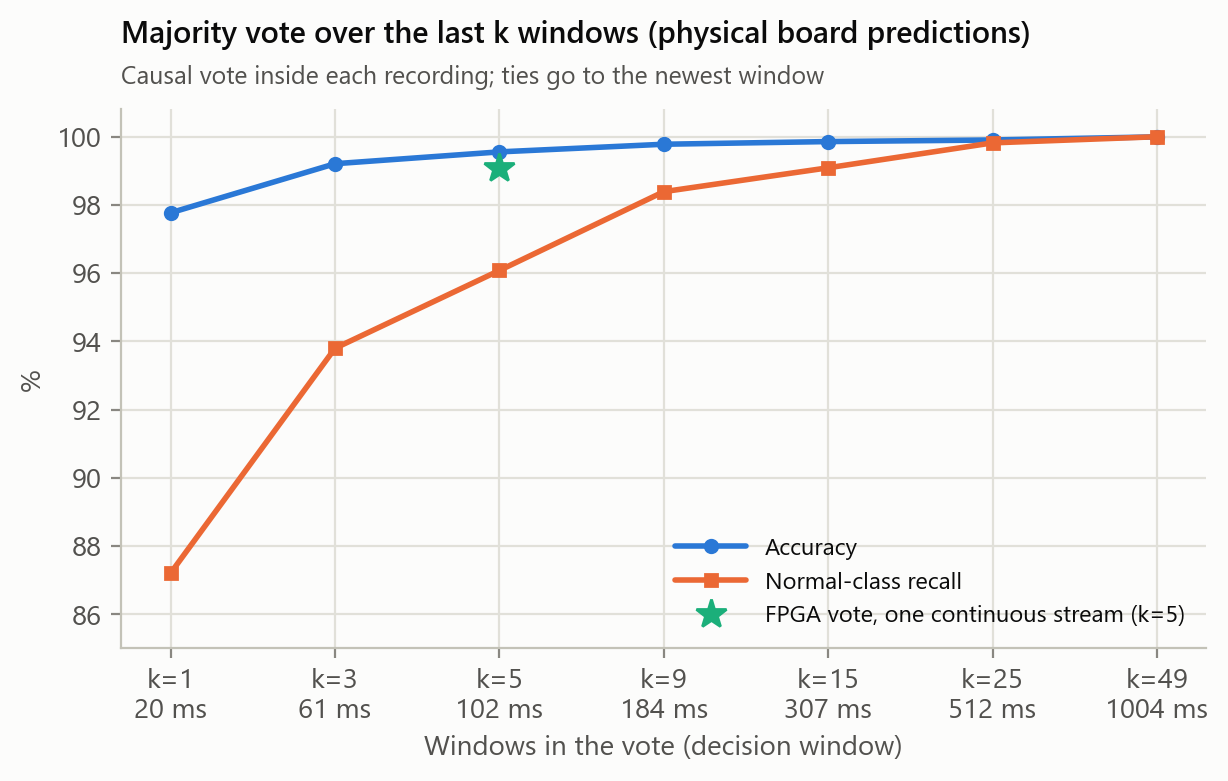 Majority vote over the last k windows (physical board predictions)
Causal vote inside each recording; ties go to the newest window
100
98
96
94
92
90
88
86
%
Accuracy
Normal-class recall
FPGA vote, one continuous stream (k=5)
k=1 k=3 k=5 k=9 k=15 k=25 k=49
20 ms 61 ms 102 ms 184 ms 307 ms 512 ms 1004 ms
Windows in the vote (decision window)